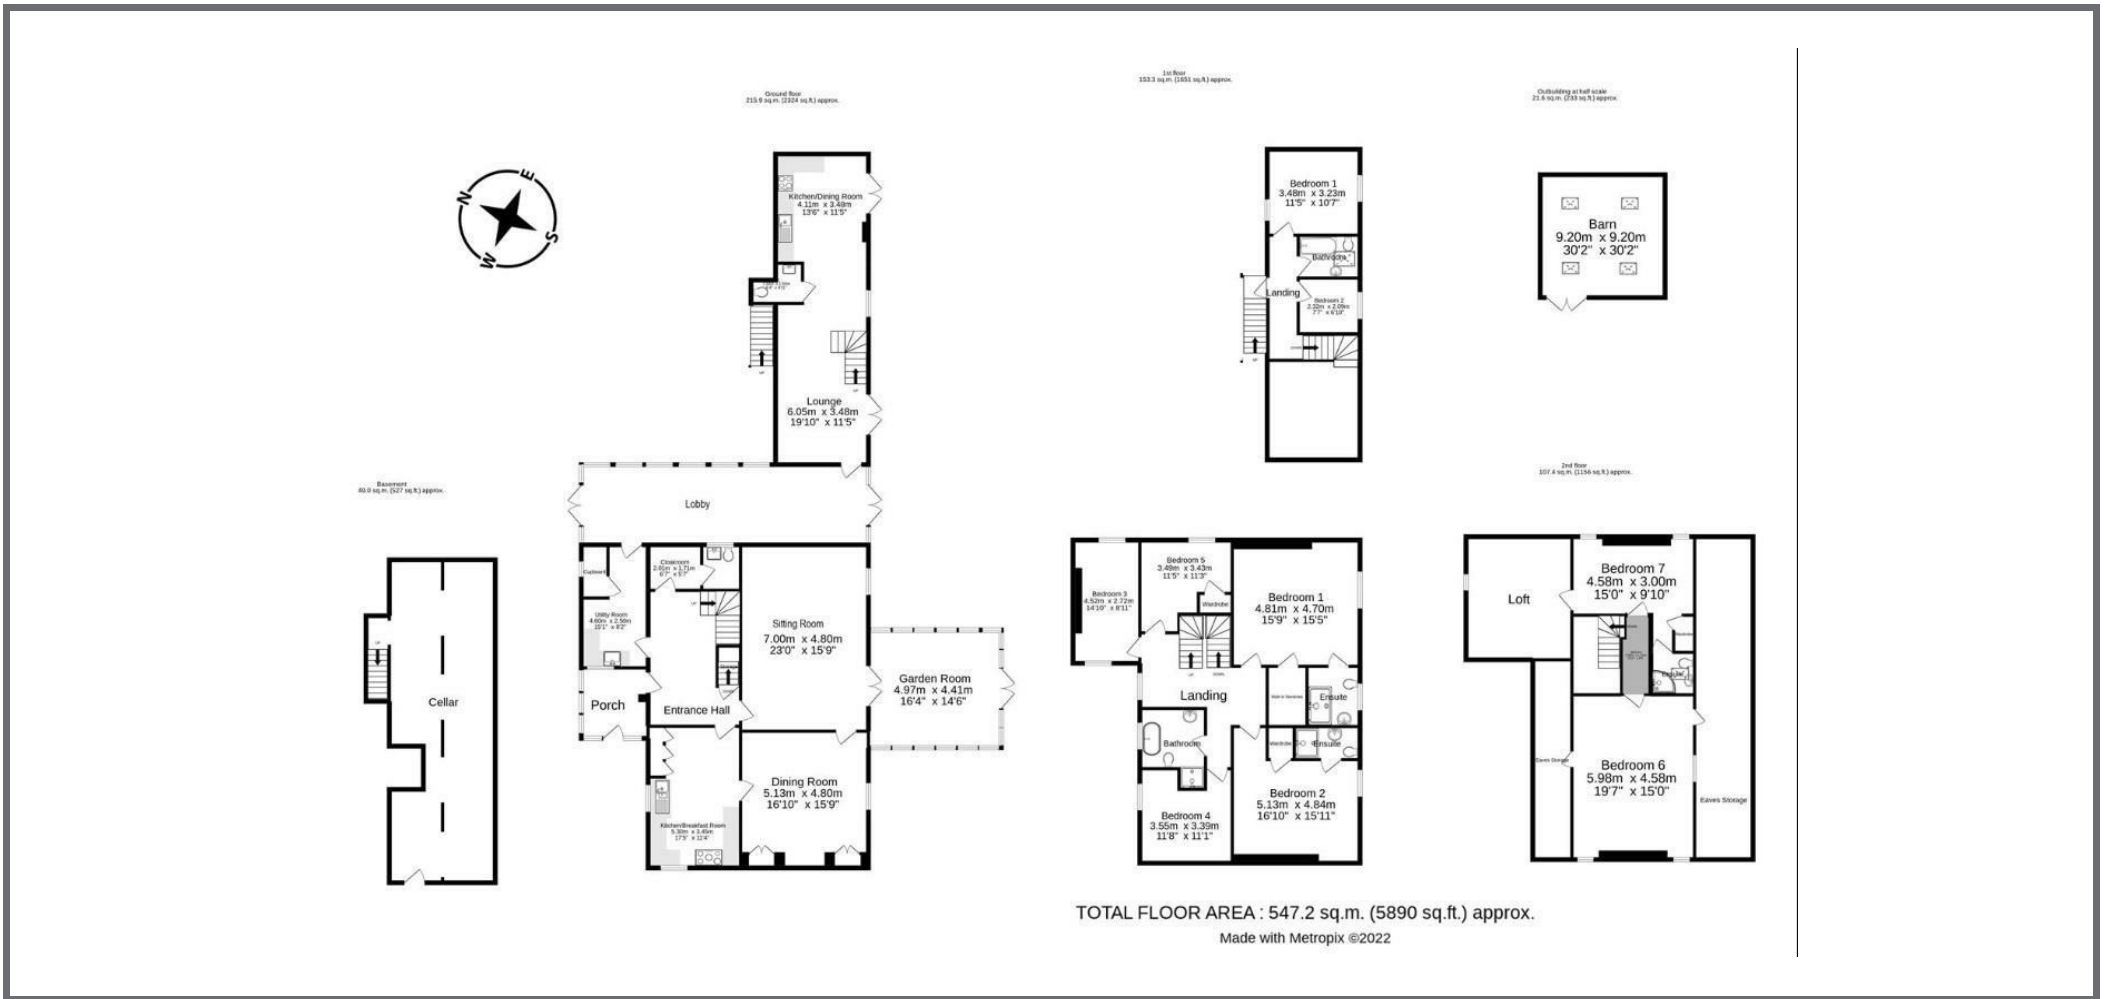 Ground floor
215.9 sq.m. (2324 sq.ft.) approx.
1st floor
153.3 sq.m. (1651 sq.ft.) approx.
Outbuilding at half scale
21.6 sq.m. (233 sq.ft.) approx.
N
E
S
W
Kitchen/Dining Room
4.11m x 3.48m
13'6" x 11'5"
UP
UP
Lounge
6.05m x 3.48m
19'10" x 11'5"
Bedroom 1
3.48m x 3.23m
11'5" x 10'7"
Bathroom
Landing
Bedroom 2
2.32m x 2.09m
7'7" x 6'10"
DOWN
UP
Barn
9.20m x 9.20m
30'2" x 30'2"
Basement
49.0 sq.m. (527 sq.ft.) approx.
UP
Cellar
Lobby
Cupboard
Cloakroom
2.01m x 1.71m
6'7" x 5'7"
Utility Room
4.60m x 2.50m
15'1" x 8'2"
UP
Sitting Room
7.00m x 4.80m
23'0" x 15'9"
DOWN
Porch
Entrance Hall
Garden Room
4.97m x 4.41m
16'4" x 14'6"
Kitchen/Breakfast Room
5.30m x 3.45m
17'5" x 11'4"
Dining Room
5.13m x 4.80m
16'10" x 15'9"
Bedroom 3
4.52m x 2.72m
14'10" x 8'11"
Bedroom 5
3.49m x 3.43m
11'5" x 11'3"
Wardrobe
Bedroom 1
4.81m x 4.70m
15'9" x 15'5"
UP
DOWN
Landing
Ensuite
Bathroom
Wardrobe
Ensuite
Bedroom 4
3.55m x 3.39m
11'8" x 11'1"
Bedroom 2
5.13m x 4.84m
16'10" x 15'11"
2nd floor
107.4 sq.m. (1156 sq.ft.) approx.
Loft
Bedroom 7
4.58m x 3.00m
15'0" x 9'10"
DOWN
Ensuite
Eaves Storage
Bedroom 6
5.98m x 4.58m
19'7" x 15'0"
Eaves Storage
TOTAL FLOOR AREA : 547.2 sq.m. (5890 sq.ft.) approx.
Made with Metropix ©2022